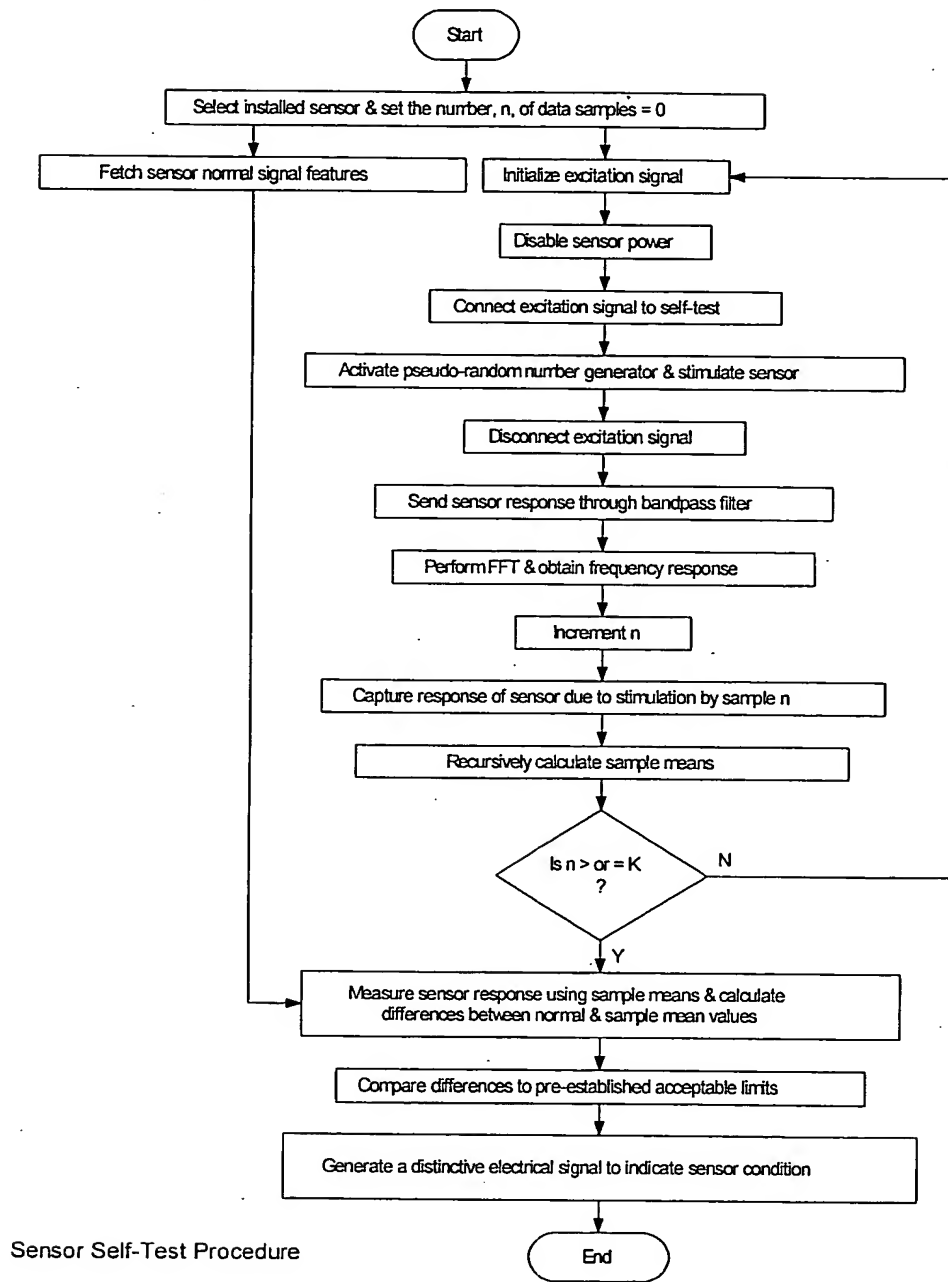 Start
Select installed sensor & set the number, n, of data samples = 0
Fetch sensor normal signal features
Initialize excitation signal
Disable sensor power
Connect excitation signal to self-test
Activate pseudo-random number generator & stimulate sensor
Disconnect excitation signal
Send sensor response through bandpass filter
Perform FFT & obtain frequency response
Increment n
Capture response of sensor due to stimulation by sample n
Recursively calculate sample means
Is n > or = K
?
N
Y
Measure sensor response using sample means & calculate
differences between normal & sample mean values
Compare differences to pre-established acceptable limits
Generate a distinctive electrical signal to indicate sensor condition
End
Sensor Self-Test Procedure